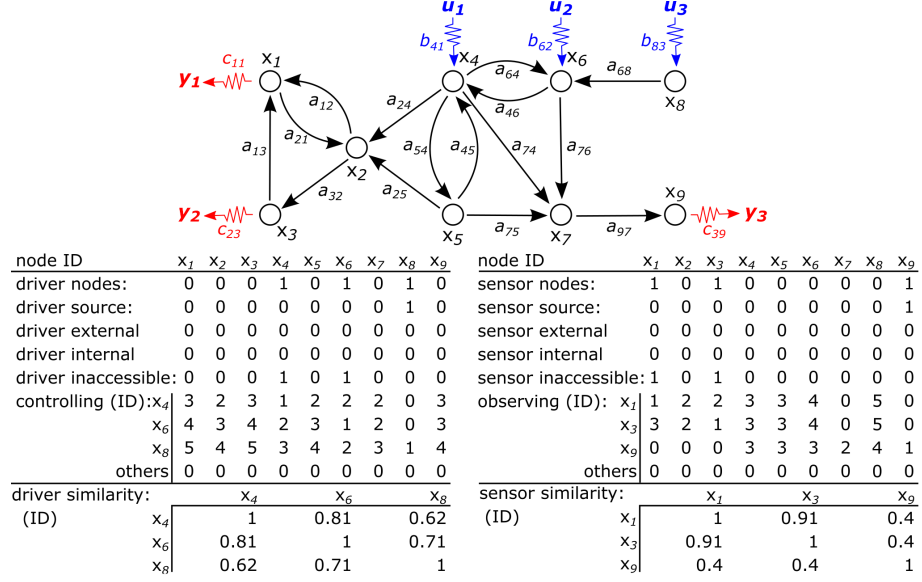 u1 u2 u3
b41 b62 b83
c11 x1 x4 a64 x6 a68
y1 x8
a12 a24 a46
a21 a54 a45 a74 a76
a13 x2
a32 a25 x9
y2 y3
c23 x3 x5 a75 x7 a97 c39
node ID x1 x2 x3 x4 x5 x6 x7 x8 x9
driver nodes: 0 0 0 1 0 1 0 1 0
driver source: 0 0 0 0 0 0 0 1 0
driver external 0 0 0 0 0 0 0 0 0
driver internal 0 0 0 0 0 0 0 0 0
driver inaccessible: 0 0 0 1 0 1 0 0 0
controlling (ID): x4 3 2 3 1 2 2 2 0 3
x6 4 3 4 2 3 1 2 0 3
x8 5 4 5 3 4 2 3 1 4
others 0 0 0 0 0 0 0 0 0
driver similarity: x4 x6 x8
(ID) x4 1 0.81 0.62
x6 0.81 1 0.71
x8 0.62 0.71 1
node ID x1 x2 x3 x4 x5 x6 x7 x8 x9
sensor nodes: 1 0 1 0 0 0 0 0 1
sensor source: 0 0 0 0 0 0 0 0 1
sensor external 0 0 0 0 0 0 0 0 0
sensor internal 0 0 0 0 0 0 0 0 0
sensor inaccessible: 1 0 1 0 0 0 0 0 0
observing (ID): x1 1 2 2 3 3 4 0 5 0
x3 3 2 1 3 3 4 0 5 0
x9 0 0 0 3 3 3 2 4 1
others 0 0 0 0 0 0 0 0 0
sensor similarity: x1 x3 x9
(ID) x1 1 0.91 0.4
x3 0.91 1 0.4
x9 0.4 0.4 1